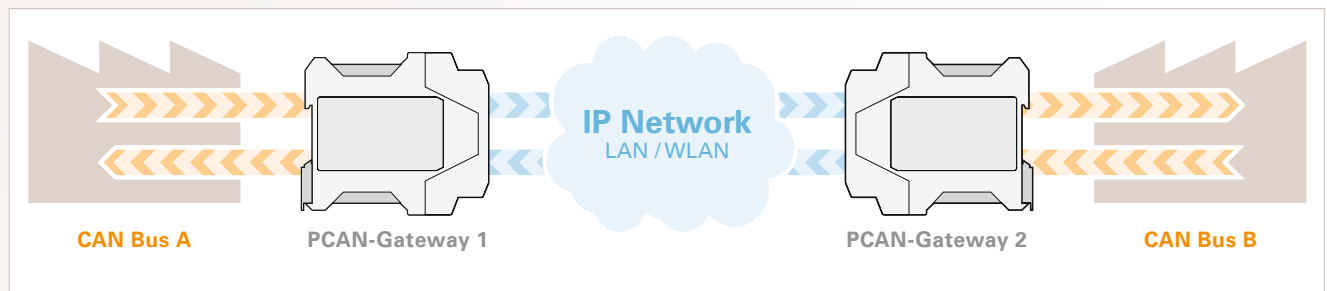 IP Network
LAN / WLAN
CAN Bus A
PCAN-Gateway 1
PCAN-Gateway 2
CAN Bus B